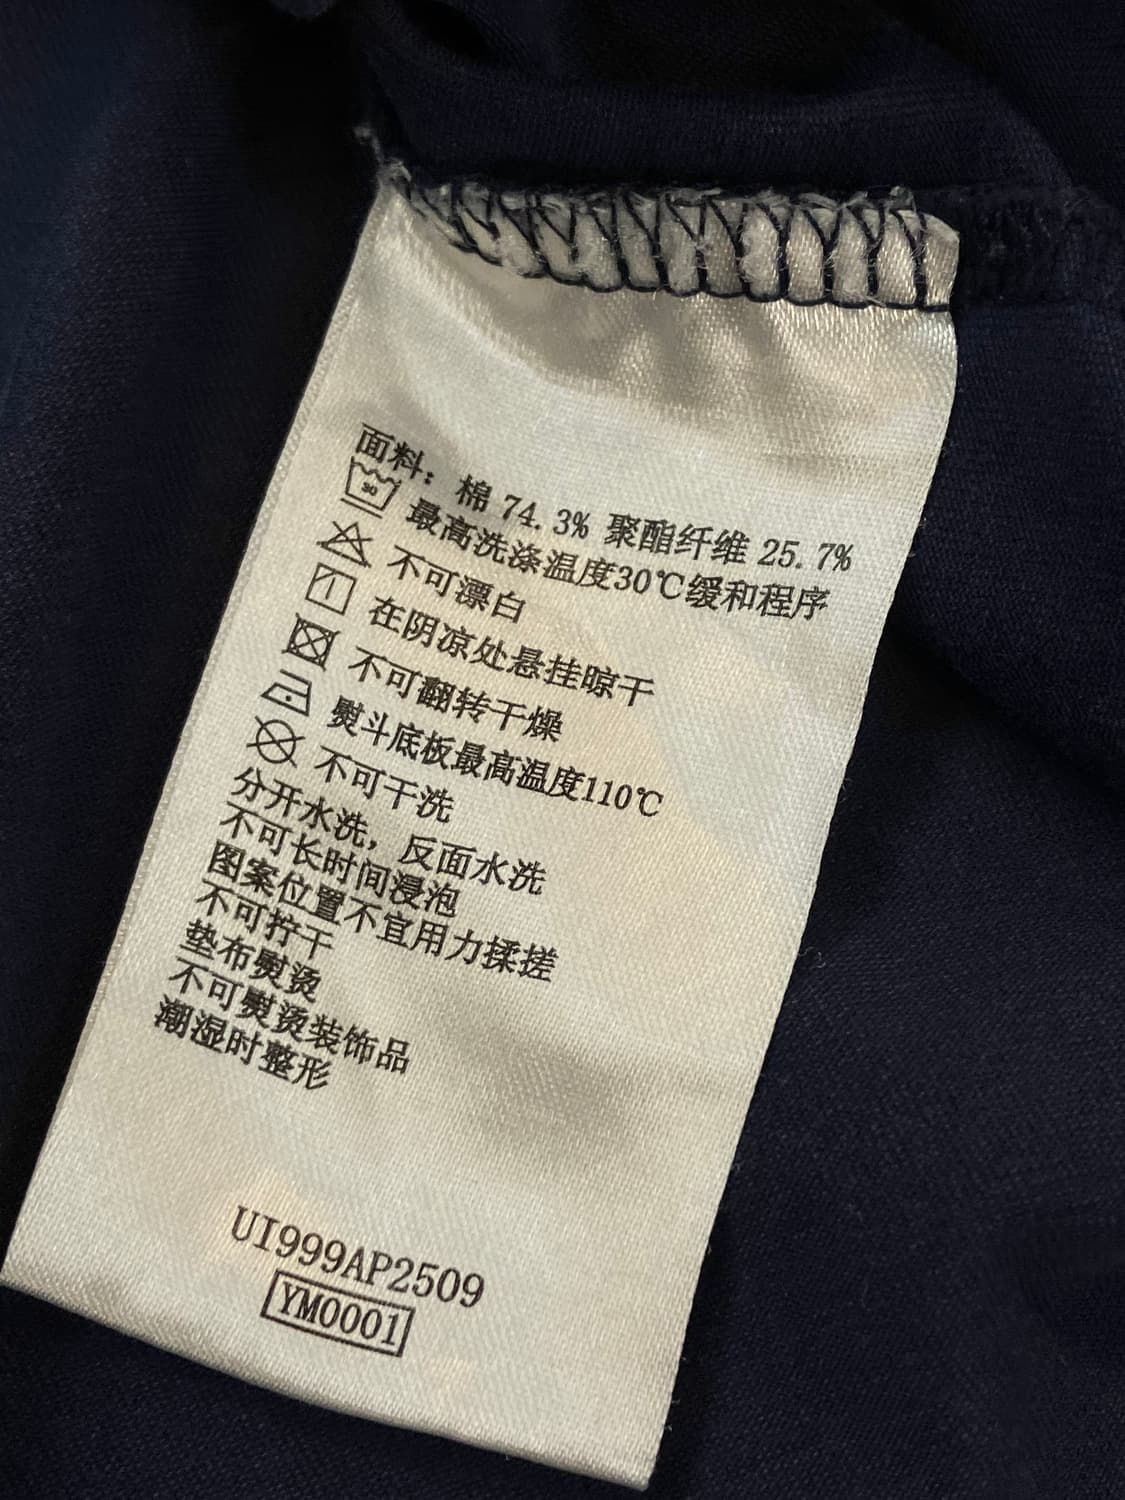 面料：棉 74.3% 聚酯纤维 25.7%
30 最高洗涤温度30℃缓和程序
不可漂白
在阴凉处悬挂晾干
不可翻转干燥
熨斗底板最高温度110℃
不可干洗
分开水洗，反面水洗
不可长时间浸泡
图案位置不宜用力揉搓
不可拧干
垫布熨烫
不可熨烫装饰品
潮湿时整形
UI999AP2509
YM0001